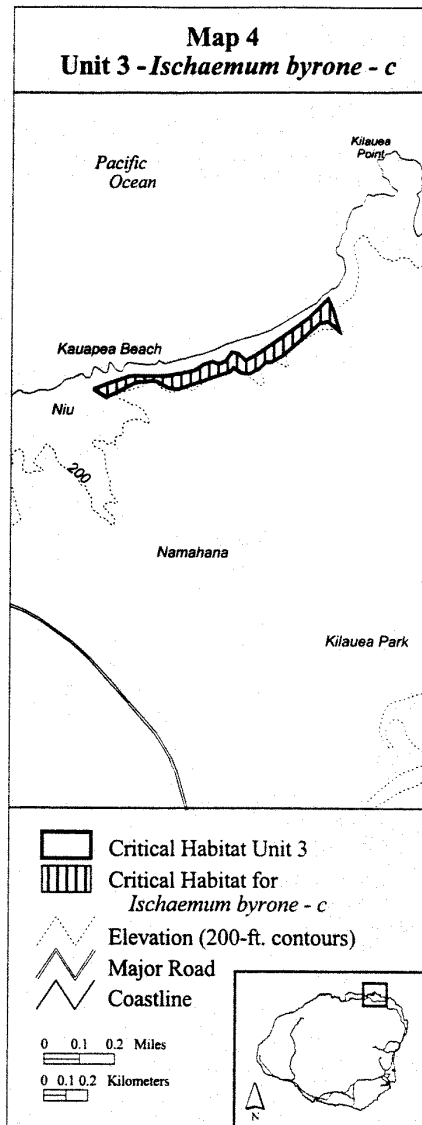 Map 4
Unit 3 - Ischaemum byrone - c
Kilauea
Point
Pacific
Ocean
Kauapea Beach
Niu
200
Namahana
Kilauea Park
Critical Habitat Unit 3
Critical Habitat for
Ischaemum byrone - c
Elevation (200-ft. contours)
Major Road
Coastline
0 0.1 0.2 Miles
0 0.1 0.2 Kilometers
N